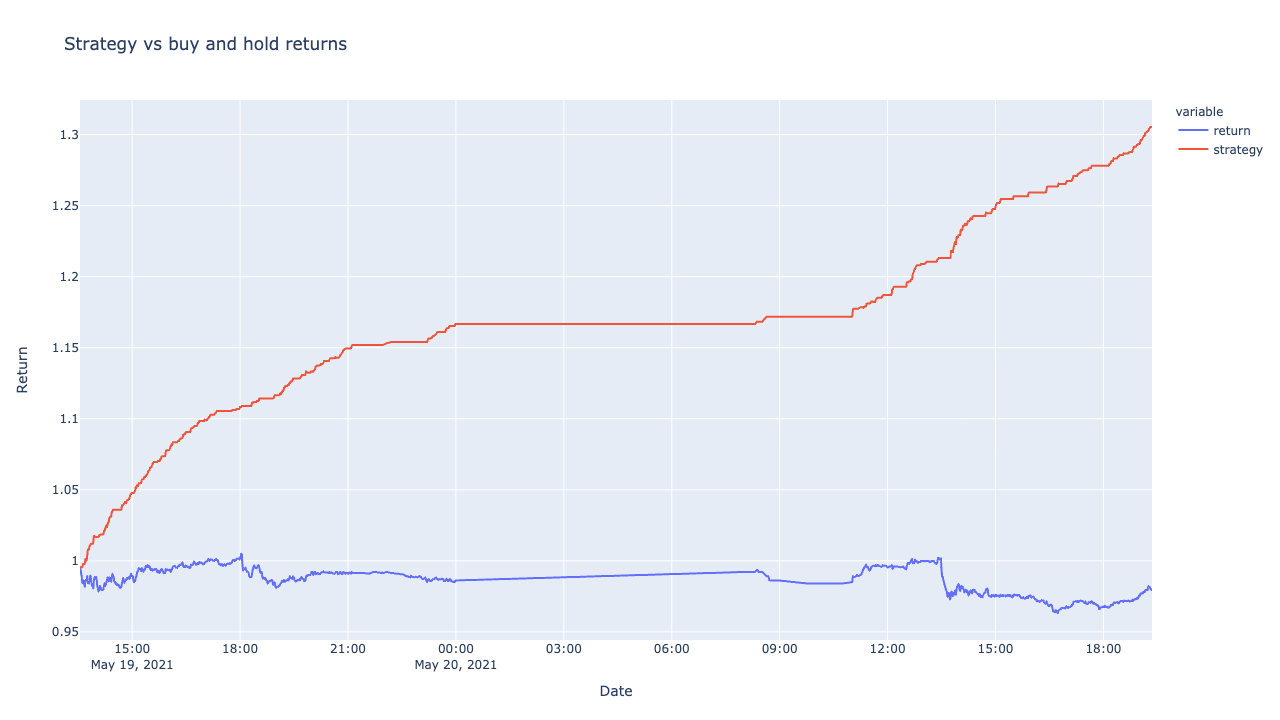 Strategy vs buy and hold returns
variable
return
strategy
1.3
1.25
1.2
1.15
1.1
1.05
1
0.95
Return
15:00 18:00 21:00 00:00 03:00 06:00 09:00 12:00 15:00 18:00
May 19, 2021 May 20, 2021
Date